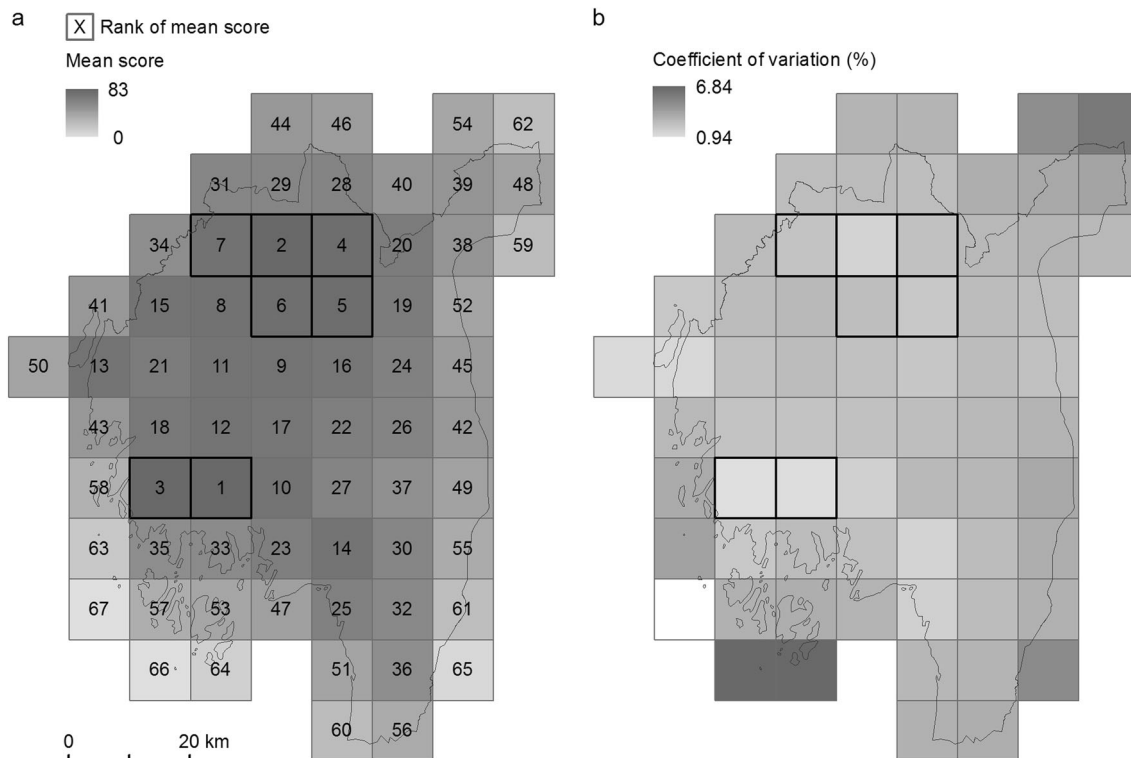 a
X Rank of mean score
Mean score
83
0
44 46 54 62
31 29 28 40 39 48
34 7 2 4 20 38 59
41 15 8 6 5 19 52
50 13 21 11 9 16 24 45
43 18 12 17 22 26 42
58 3 1 10 27 37 49
63 35 33 23 14 30 55
67 57 53 47 25 32 61
66 64 51 36 65
60 56
0 20 km
b
Coefficient of variation (%)
6.84
0.94